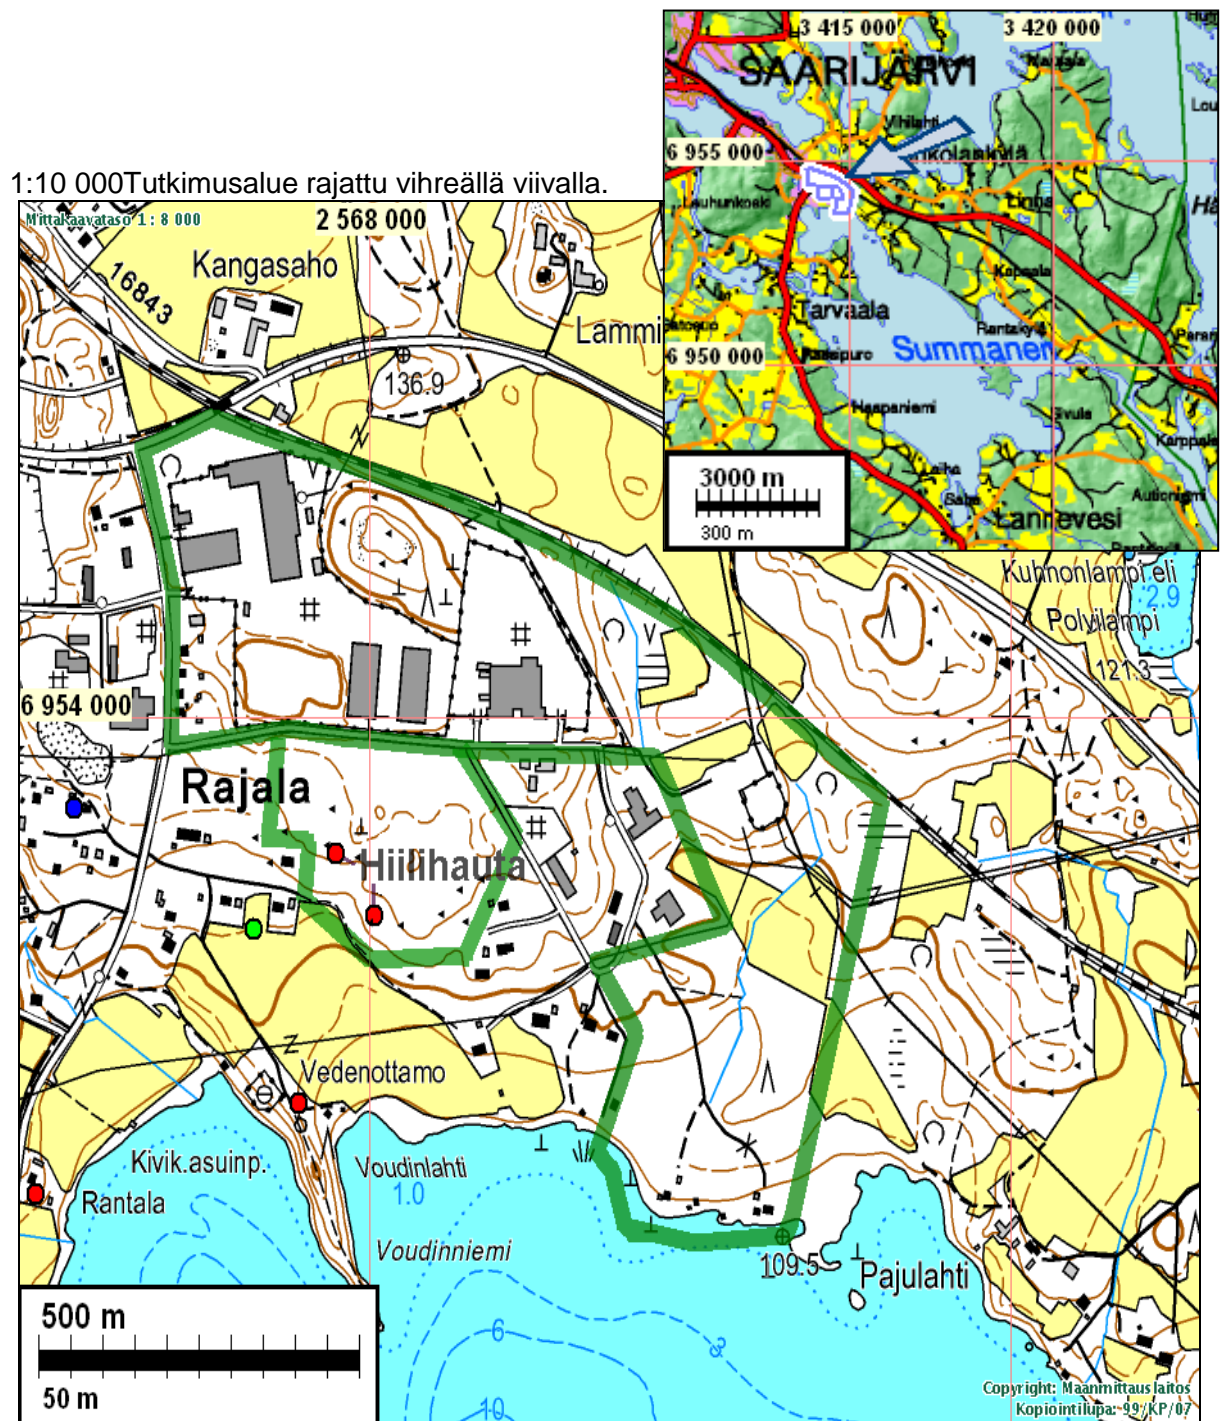 3 415 000
3 420 000
SAARIJÄRVI
Vihilahti
6 955 000
Lauhunkoski
Linna
Kapaala
Tarvaala
Rantakylä
Summanen
6 950 000
Haapaniemi
Sivula
Karppala
Laiha
Autioniemi
Lannevesi
3000 m
300 m
1:10 000Tutkimusalue rajattu vihreällä viivalla.
Mittakaavataso 1: 8 000
2 568 000
16843
Kangasaho
Lammi
136.9
Kuhnonlampi eli
2.9
Polvilampi
121.3
6 954 000
Rajala
Hiilihauta
Vedenottamo
Kivik.asuinp.
Voudinlahti
Rantala
1.0
Voudinniemi
109.5
Pajulahti
500 m
6
3
50 m
10
Copyright: Maanmittauslaitos
Kopiointilupa: 99/KP/07